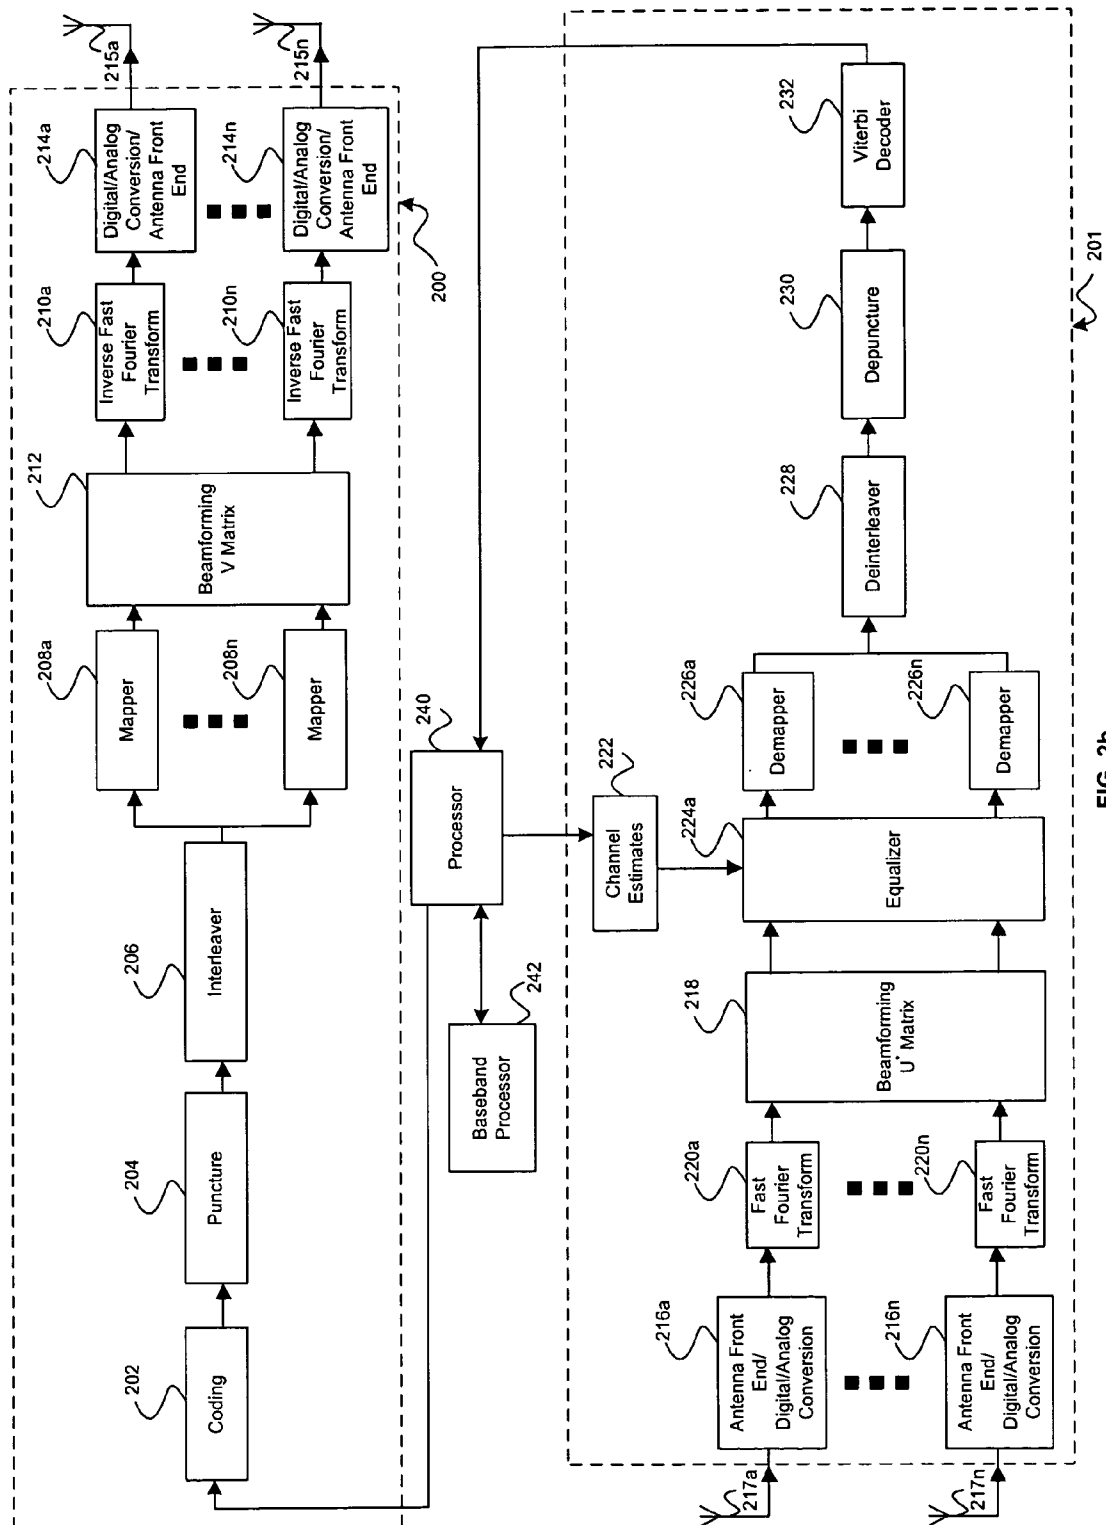 202
Coding
204
Puncture
206
Interleaver
208a
Mapper
208n
Mapper
212
Beamforming
V Matrix
210a
Inverse Fast
Fourier
Transform
210n
Inverse Fast
Fourier
Transform
214a
Digital/Analog
Conversion/
Antenna Front
End
214n
Digital/Analog
Conversion/
Antenna Front
End
215a
215n
200
240
Processor
242
Baseband
Processor
222
Channel
Estimates
217a
217n
216a
Antenna Front
End/
Digital/Analog
Conversion
216n
Antenna Front
End/
Digital/Analog
Conversion
220a
Fast
Fourier
Transform
220n
Fast
Fourier
Transform
218
Beamforming
U* Matrix
224a
Equalizer
226a
Demapper
226n
Demapper
228
Deinterleaver
230
Depuncture
232
Viterbi
Decoder
201
FIG. 2b